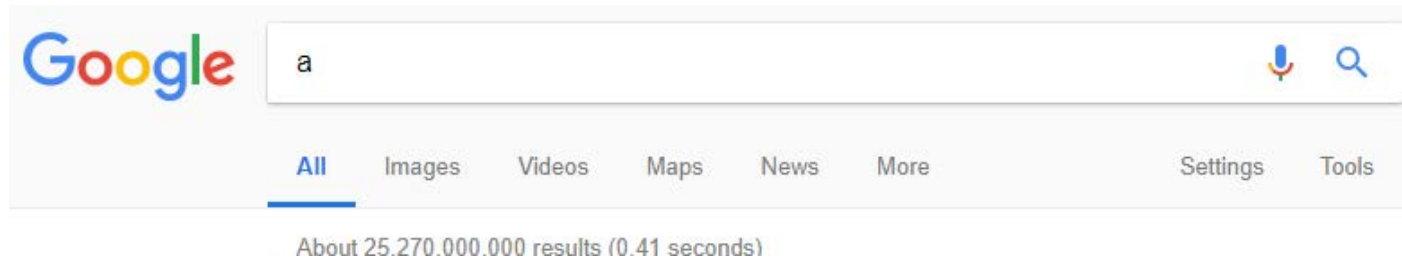 Google a
All Images Videos Maps News More Settings Tools
About 25,270,000,000 results (0.41 seconds)